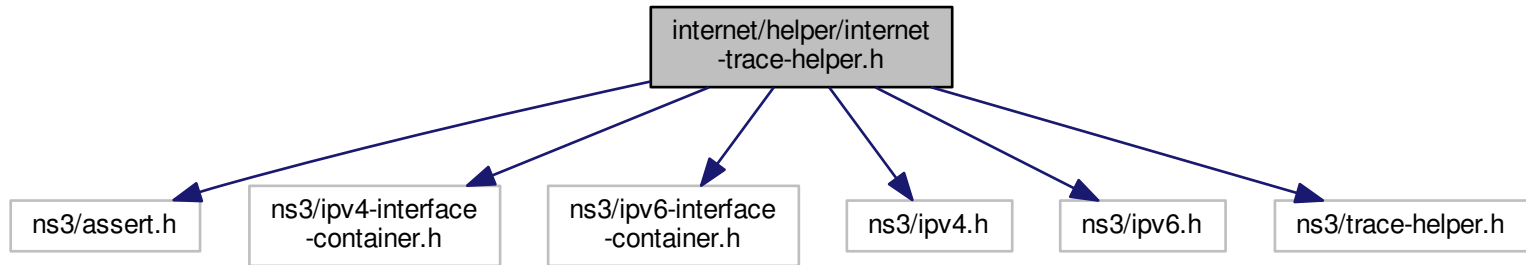 internet/helper/internet
-trace-helper.h
ns3/assert.h
ns3/ipv4-interface
-container.h
ns3/ipv6-interface
-container.h
ns3/ipv4.h
ns3/ipv6.h
ns3/trace-helper.h